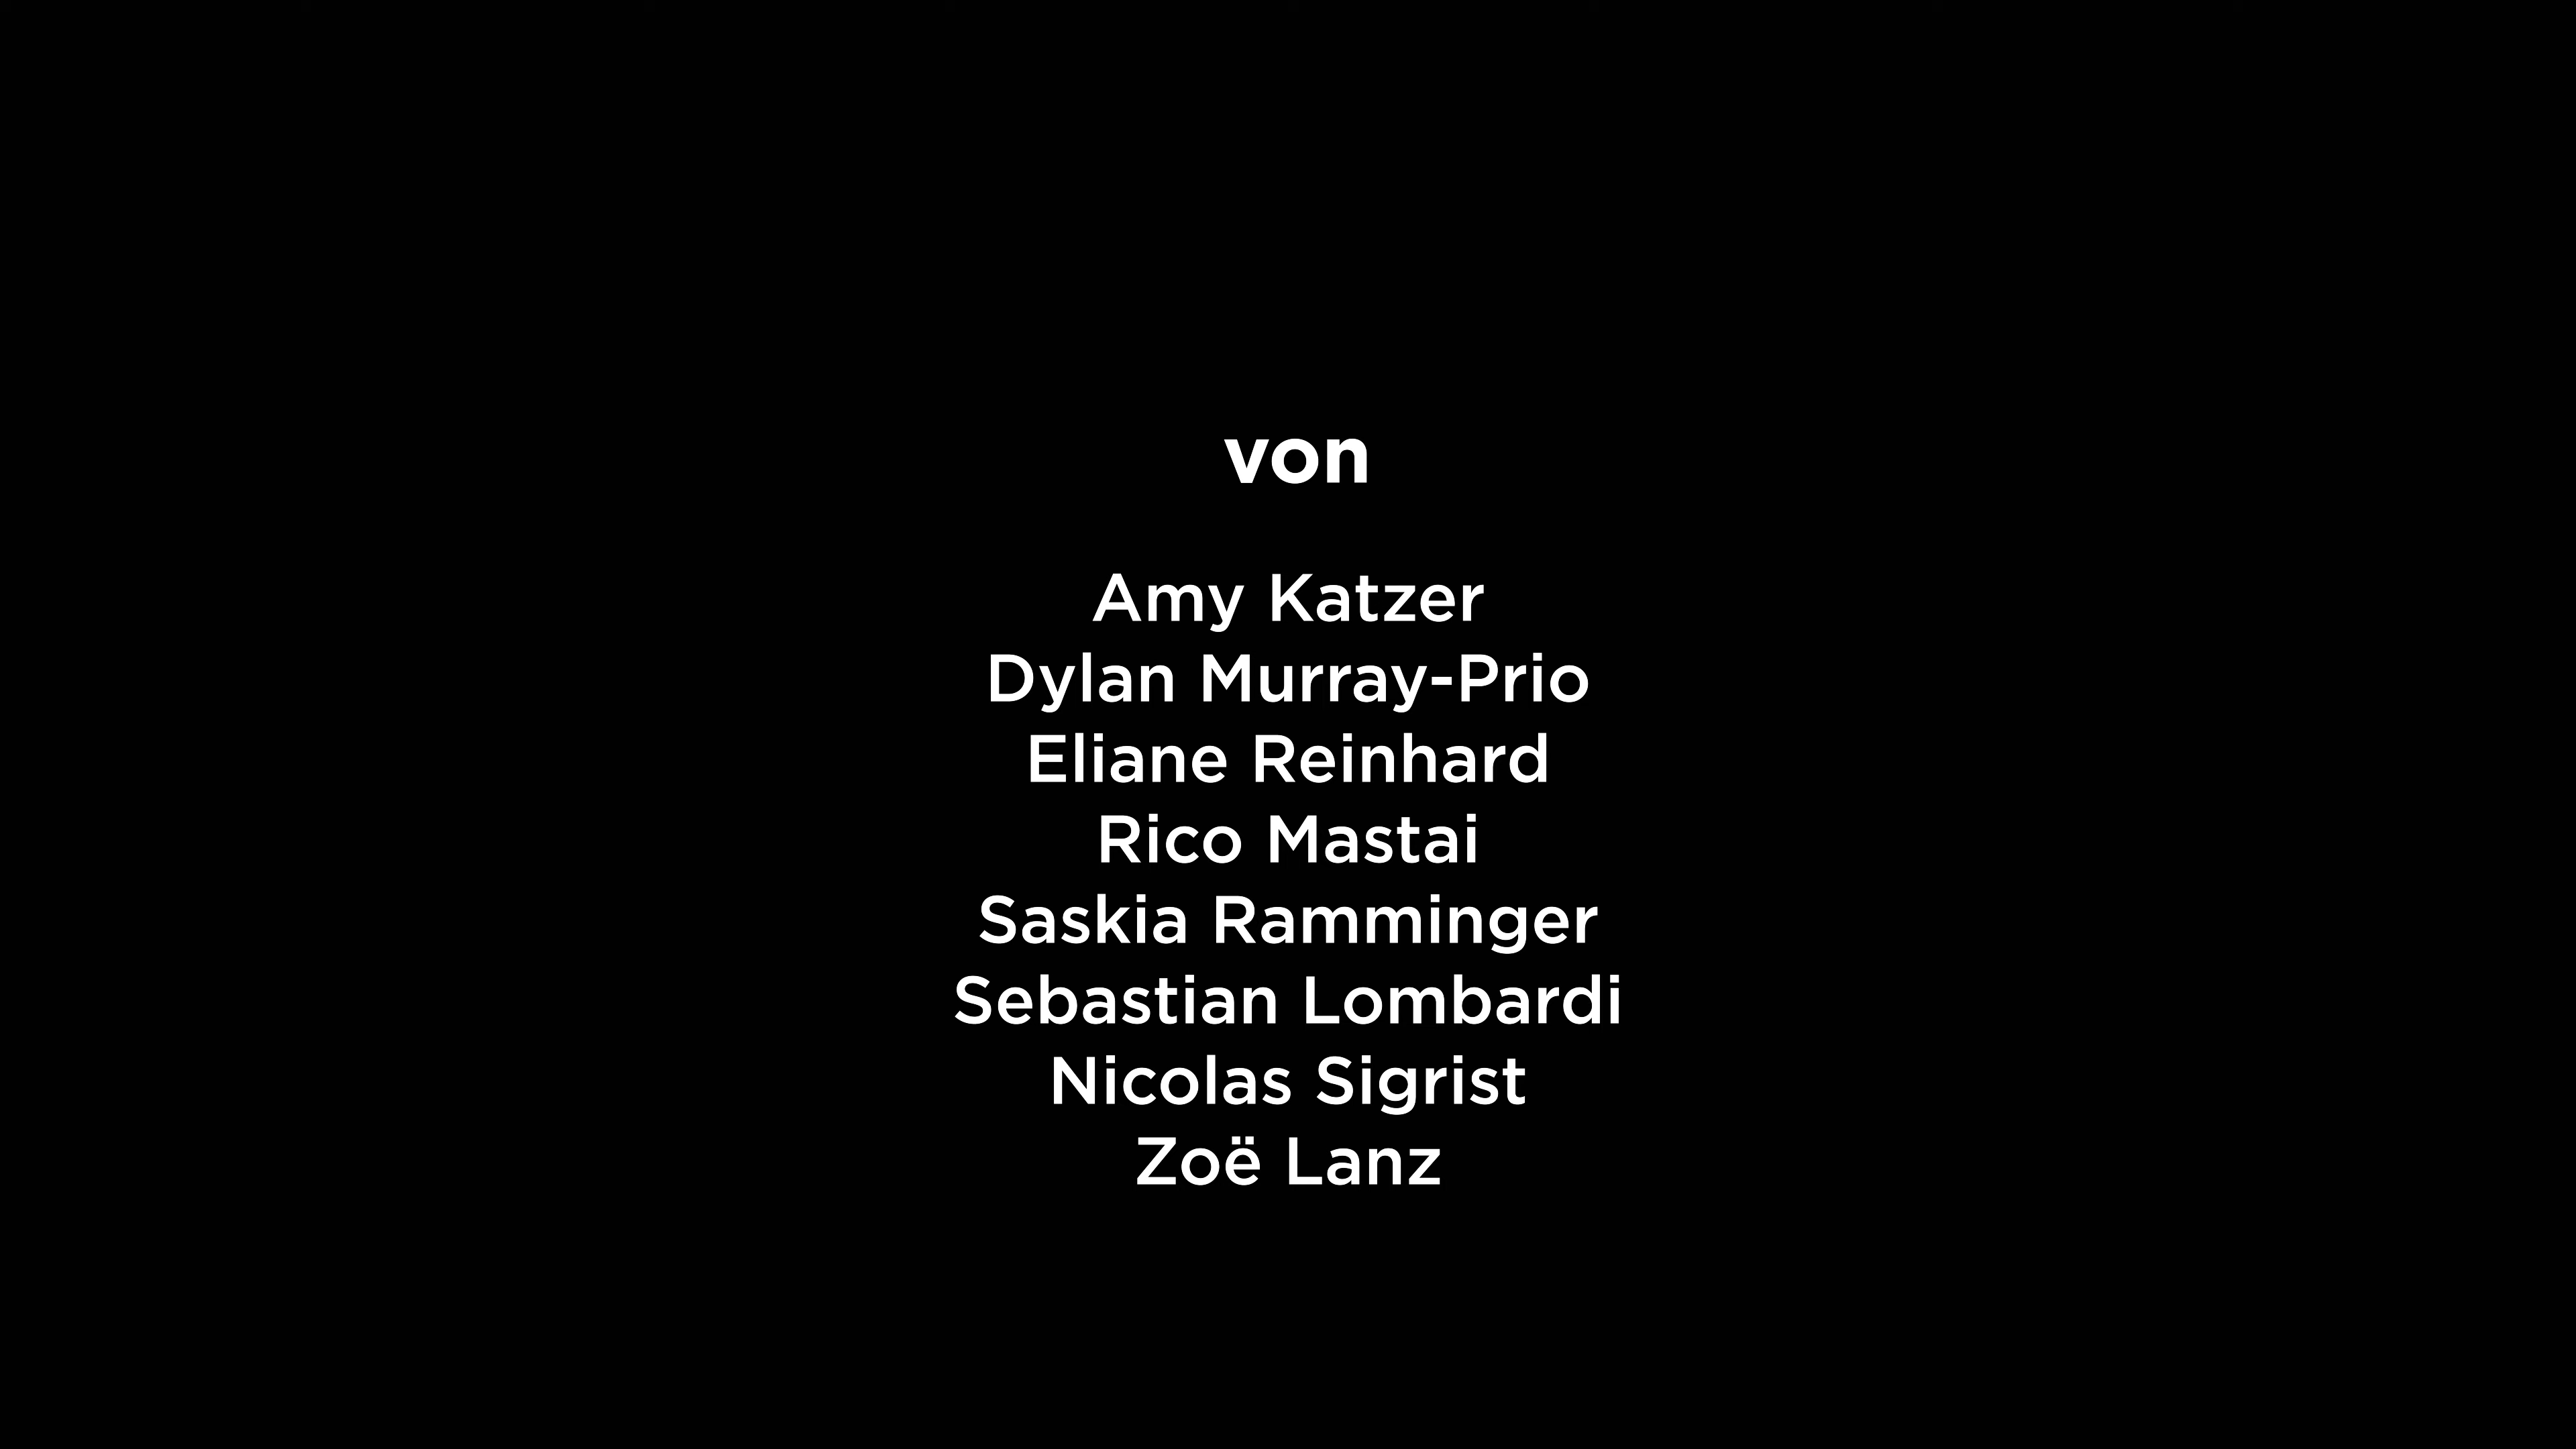 von
Amy Katzer
Dylan Murray-Prio
Eliane Reinhard
Rico Mastai
Saskia Ramminger
Sebastian Lombardi
Nicolas Sigrist
Zoë Lanz